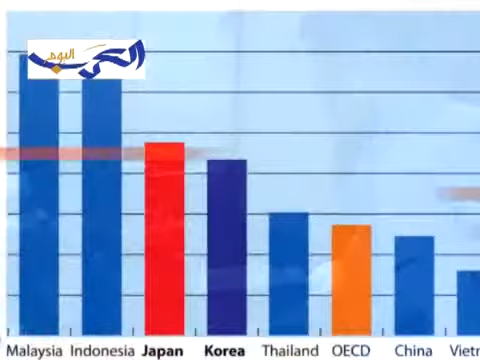 العرب
اليوم
Malaysia Indonesia Japan Korea Thailand OECD China